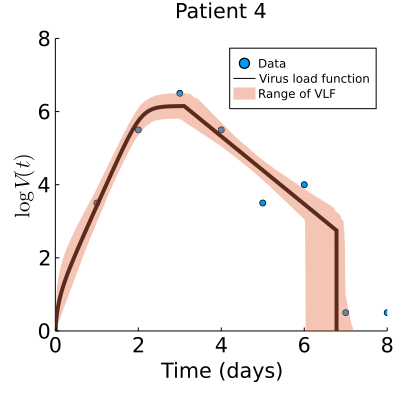 Patient 4
8
6
4
2
0
log V(t)
Data
Virus load function
Range of VLF
0 2 4 6 8
Time (days)